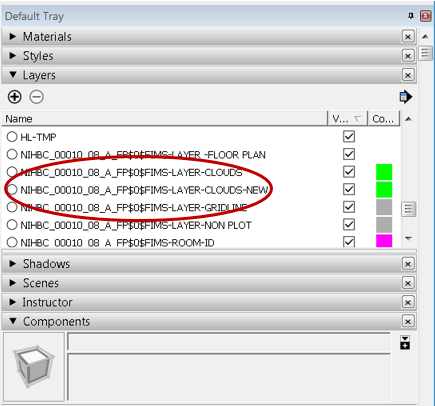 Default Tray
Materials
Styles
Layers
Name V... Co...
HL-TMP
NIHBC_00010_08_A_FP$0$FIMS-LAYER -FLOOR PLAN
NIHBC_00010_08_A_FP$0$FIMS-LAYER-CLOUDS
NIHBC_00010_08_A_FP$0$FIMS-LAYER-CLOUDS-NEW
NIHBC_00010_08_A_FP$0$FIMS-LAYER-GRIDLINE
NIHBC_00010_08_A_FP$0$FIMS-LAYER-NON PLOT
NIHBC_00010_08_A_FP$0$FIMS-ROOM-ID
Shadows
Scenes
Instructor
Components